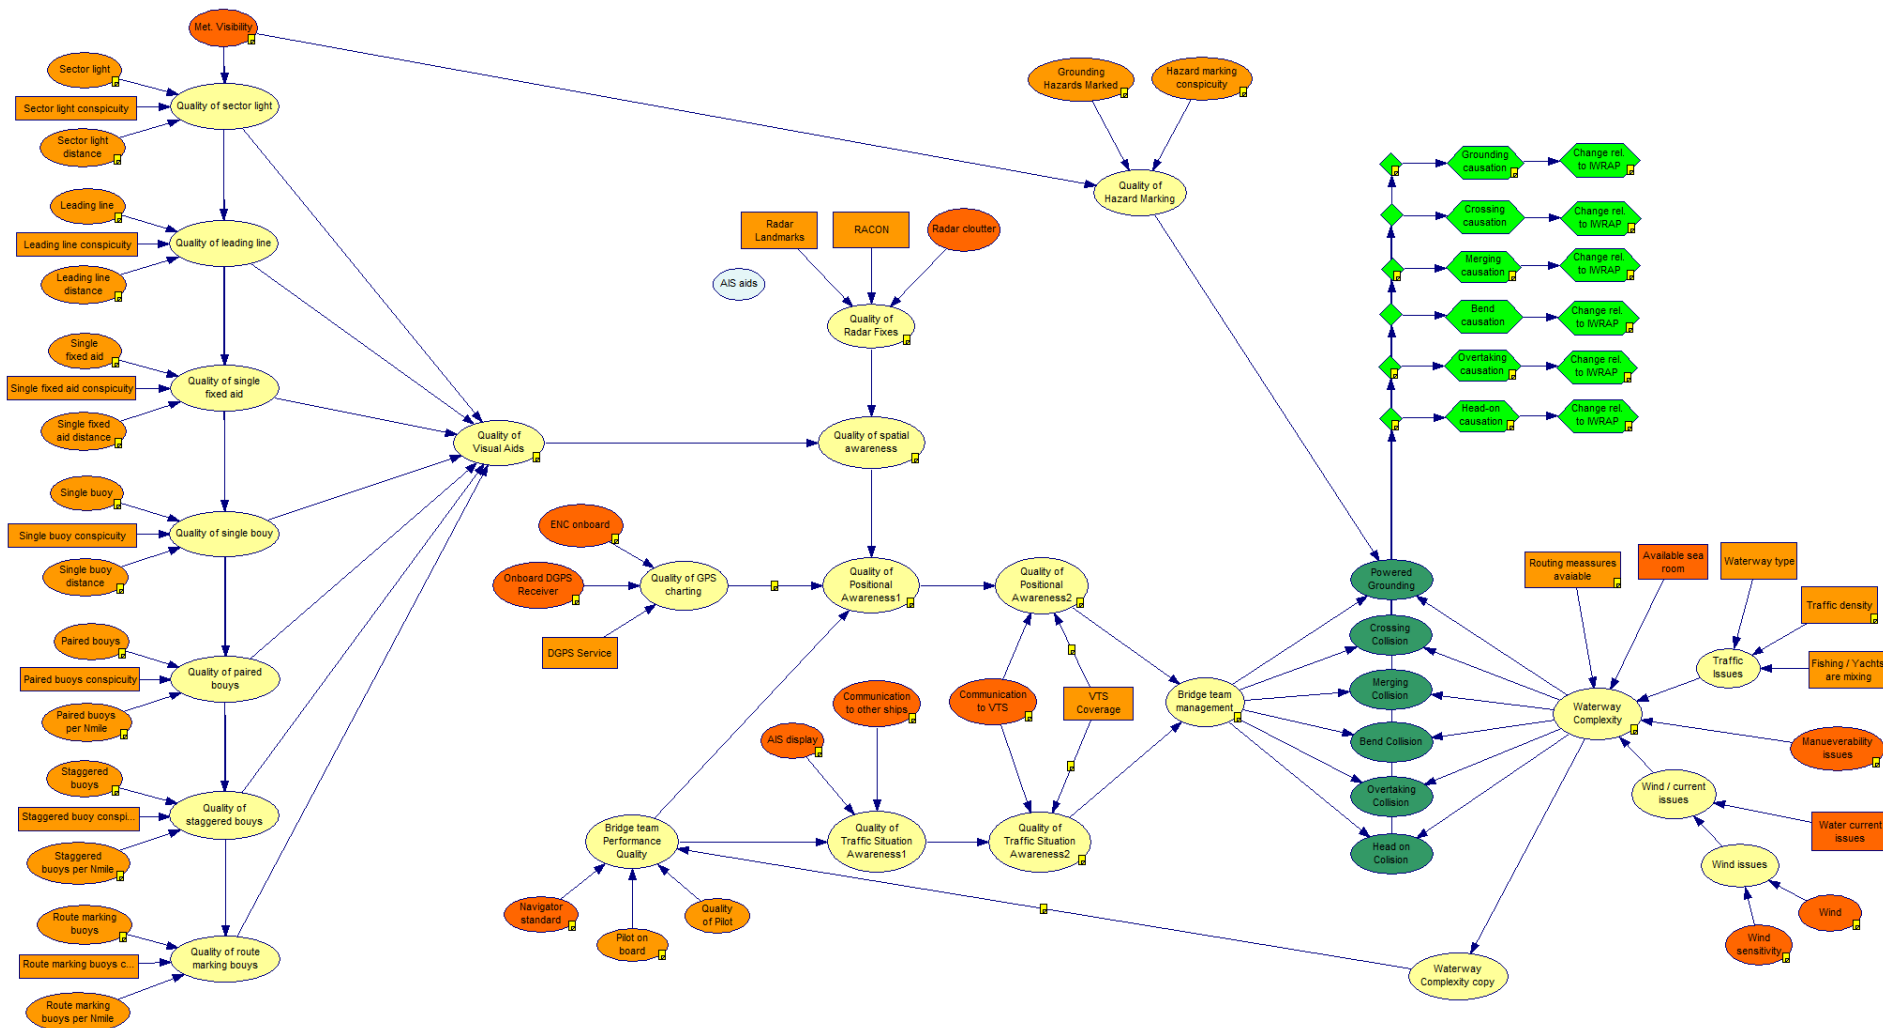 Met. Visibility
Sector light
Sector light conspicuity
Sector light
distance
Quality of sector light
Leading line
Leading line conspicuity
Leading line
distance
Quality of leading line
Single
fixed aid
Single fixed aid conspicuity
Single fixed
aid distance
Quality of single
fixed aid
Single buoy
Single buoy conspicuity
Single buoy
distance
Quality of single bouy
Paired bouys
Paired buoys conspicuity
Paired buoys
per Nmile
Quality of paired
bouys
Staggered
buoys
Staggered buoy conspi...
Staggered
buoys per Nmile
Quality of
staggered bouys
Route marking
buoys
Route marking buoys c...
Route marking
buoys per Nmile
Quality of route
marking bouys
Quality of
Visual Aids
Radar
Landmarks
RACON
Radar cloutter
AIS aids
Quality of
Radar Fixes
Quality of spatial
awareness
ENC onboard
Onboard DGPS
Receiver
DGPS Service
Quality of GPS
charting
Quality of
Positional
Awareness1
Quality of
Positional
Awareness2
Communication
to other ships
AIS display
Communication
to VTS
VTS
Coverage
Bridge team
Performance
Quality
Quality of
Traffic Situation
Awareness1
Quality of
Traffic Situation
Awareness2
Navigator
standard
Pilot on
board
Quality
of Pilot
Grounding
Hazards Marked
Hazard marking
conspicuity
Quality of
Hazard Marking
Bridge team
management
Grounding
causation
Change rel.
to IWRAP
Crossing
causation
Change rel.
to IWRAP
Merging
causation
Change rel.
to IWRAP
Bend
causation
Change rel.
to IWRAP
Overtaking
causation
Change rel.
to IWRAP
Head-on
causation
Change rel.
to IWRAP
Powered
Grounding
Crossing
Collision
Merging
Collision
Bend Collision
Overtaking
Collision
Head on
Colision
Routing meassures
avaiable
Available sea
room
Waterway type
Traffic density
Fishing / Yachts
are mixing
Traffic
Issues
Waterway
Complexity
Manueverability
issues
Wind / current
issues
Water current
issues
Wind issues
Wind
Wind
sensitivity
Waterway
Complexity copy